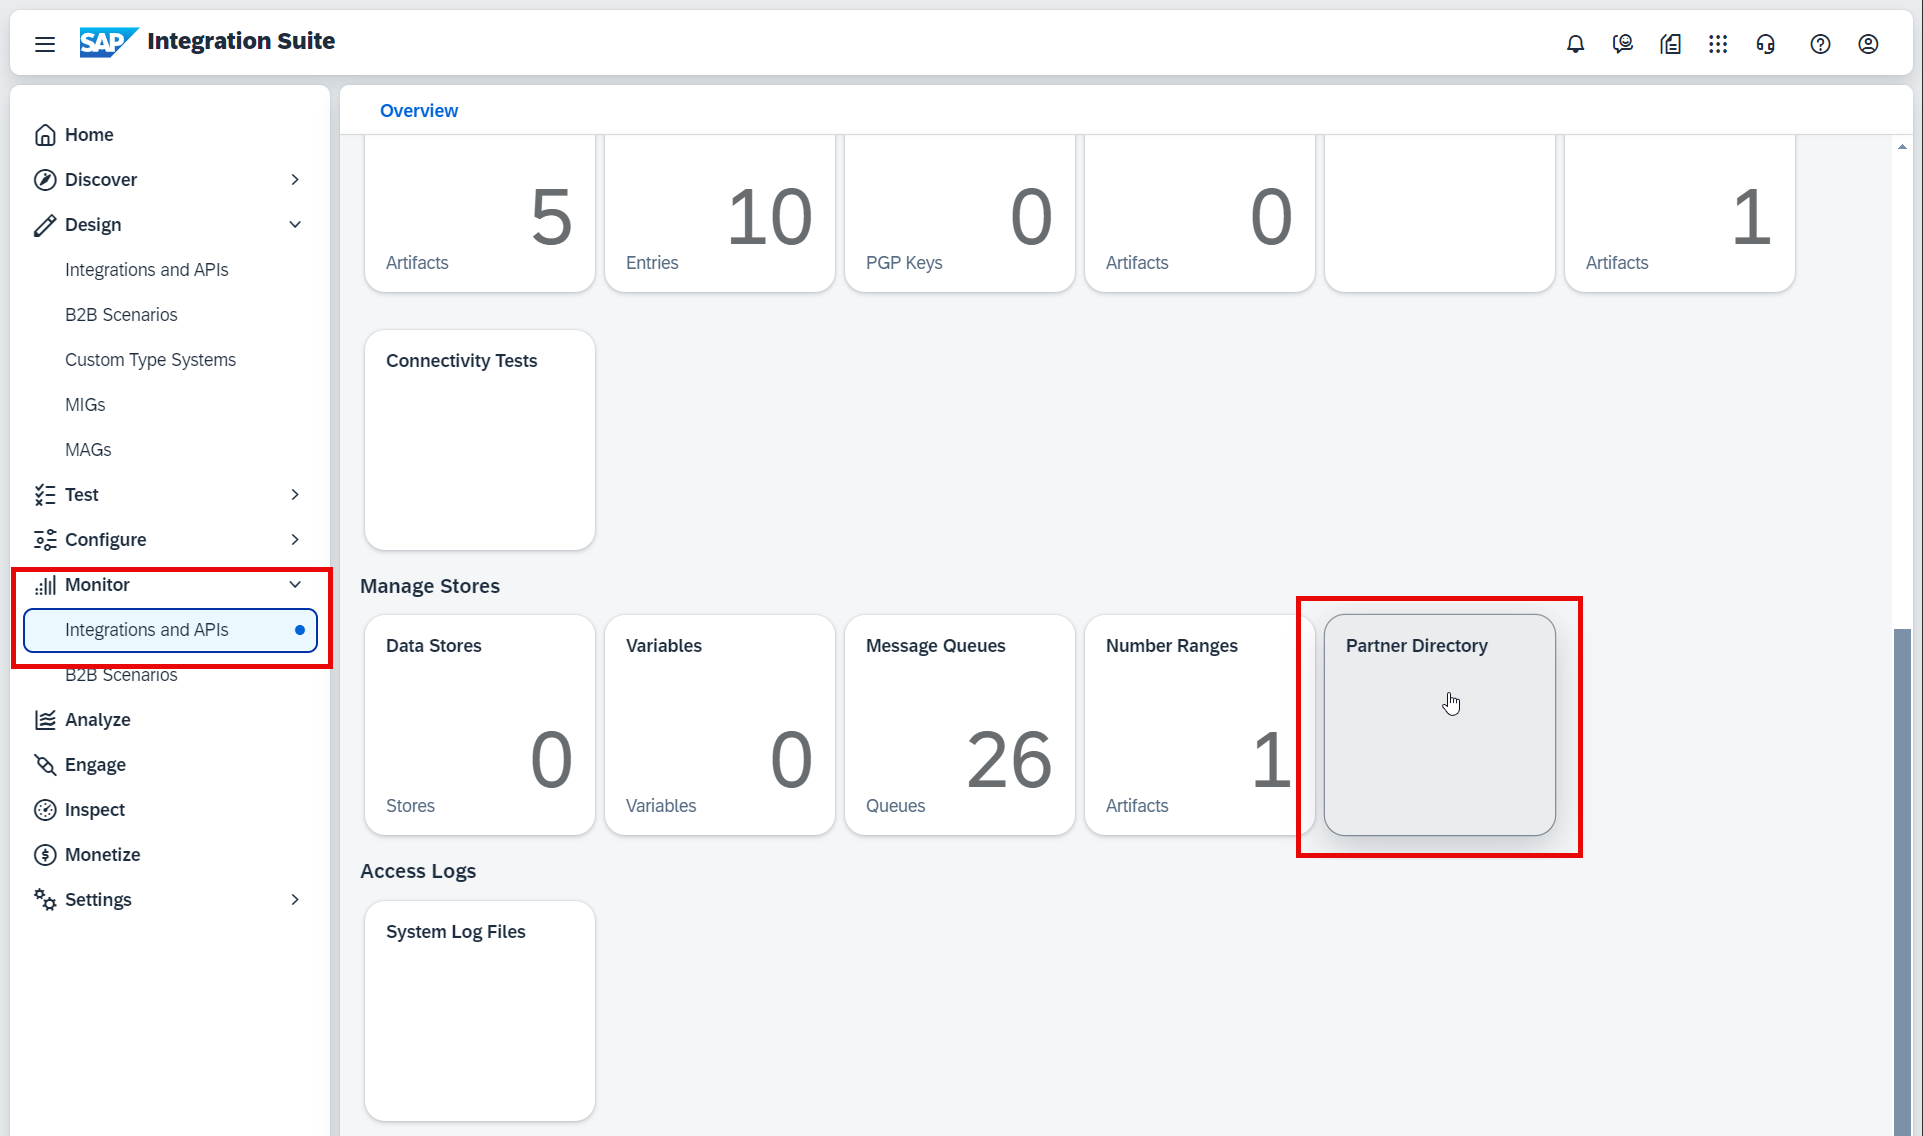 SAP Integration Suite
Home
Discover
Design
Integrations and APIs
B2B Scenarios
Custom Type Systems
MIGs
MAGs
Test
Configure
Monitor
Integrations and APIs
B2B Scenarios
Analyze
Engage
Inspect
Monetize
Settings
Overview
5
Artifacts
10
Entries
0
PGP Keys
0
Artifacts
1
Artifacts
Connectivity Tests
Manage Stores
Data Stores
0
Stores
Variables
0
Variables
Message Queues
26
Queues
Number Ranges
1
Artifacts
Partner Directory
Access Logs
System Log Files